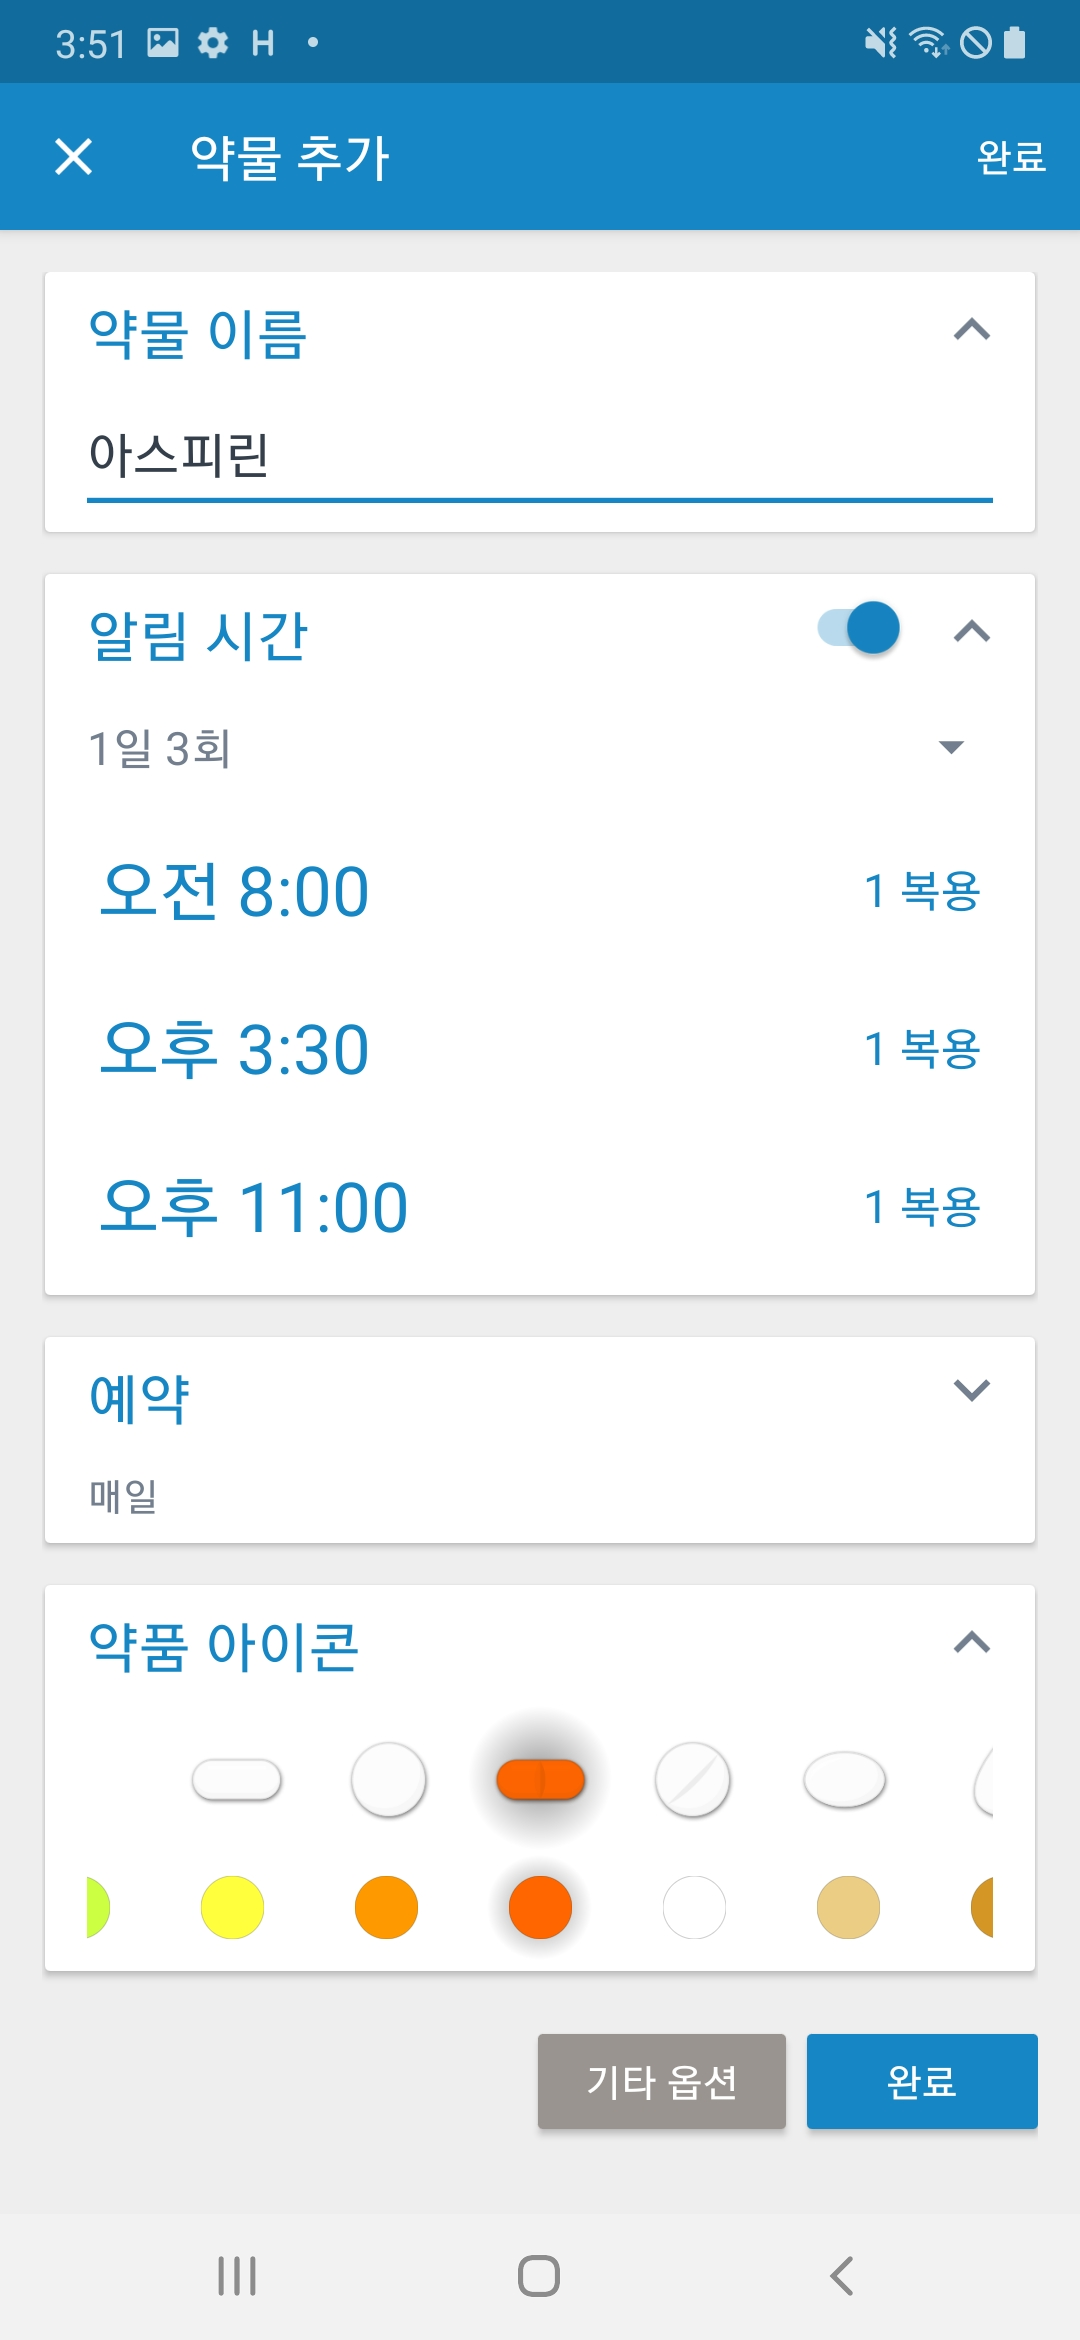 3:51 H
약물 추가
완료
약물 이름
아스피린
알림 시간
1일 3회
오전 8:00 1 복용
오후 3:30 1 복용
오후 11:00 1 복용
예약
매일
약품 아이콘
기타 옵션 완료